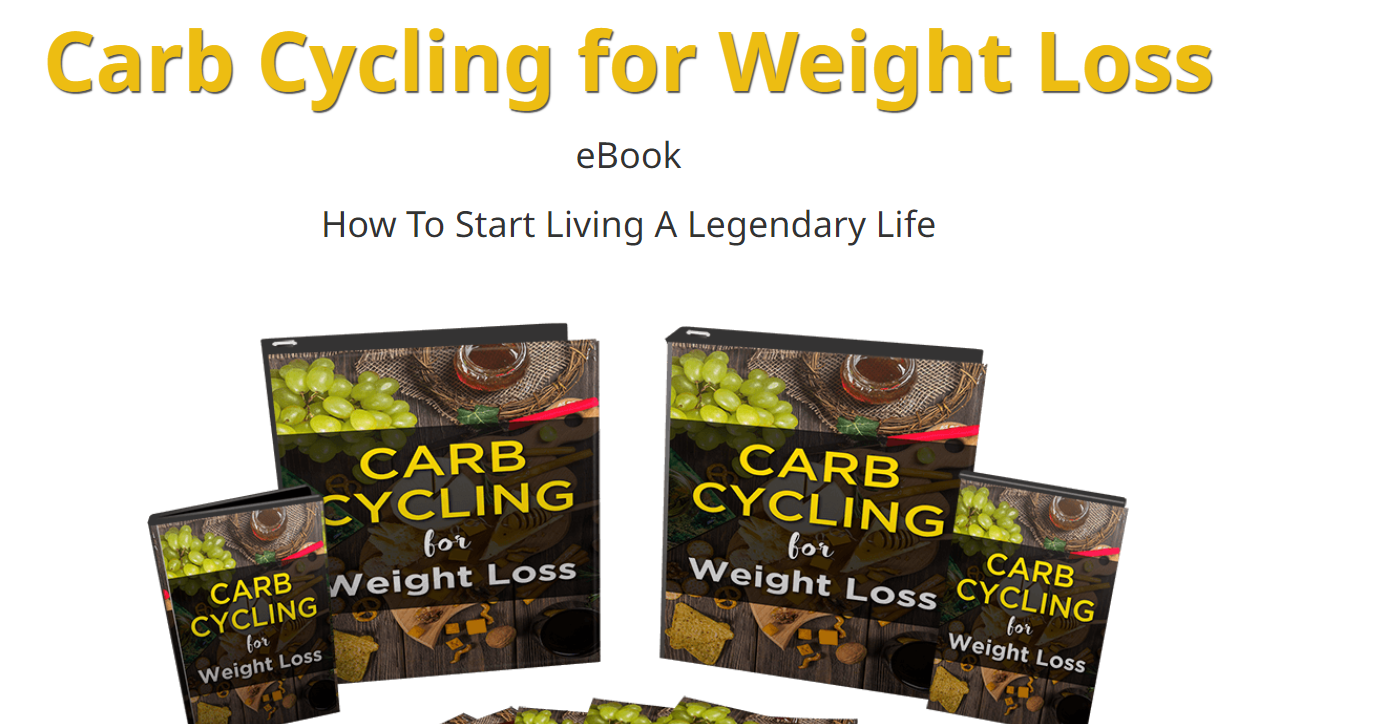 Carb Cycling for Weight Loss
eBook
How To Start Living A Legendary Life
CARB
CYCLING
for
Weight Loss
CARB
CYCLING
for
Weight Loss
CARB
CYCLING
for
Weight Loss
CARB
CYCLING
for
Weight Loss